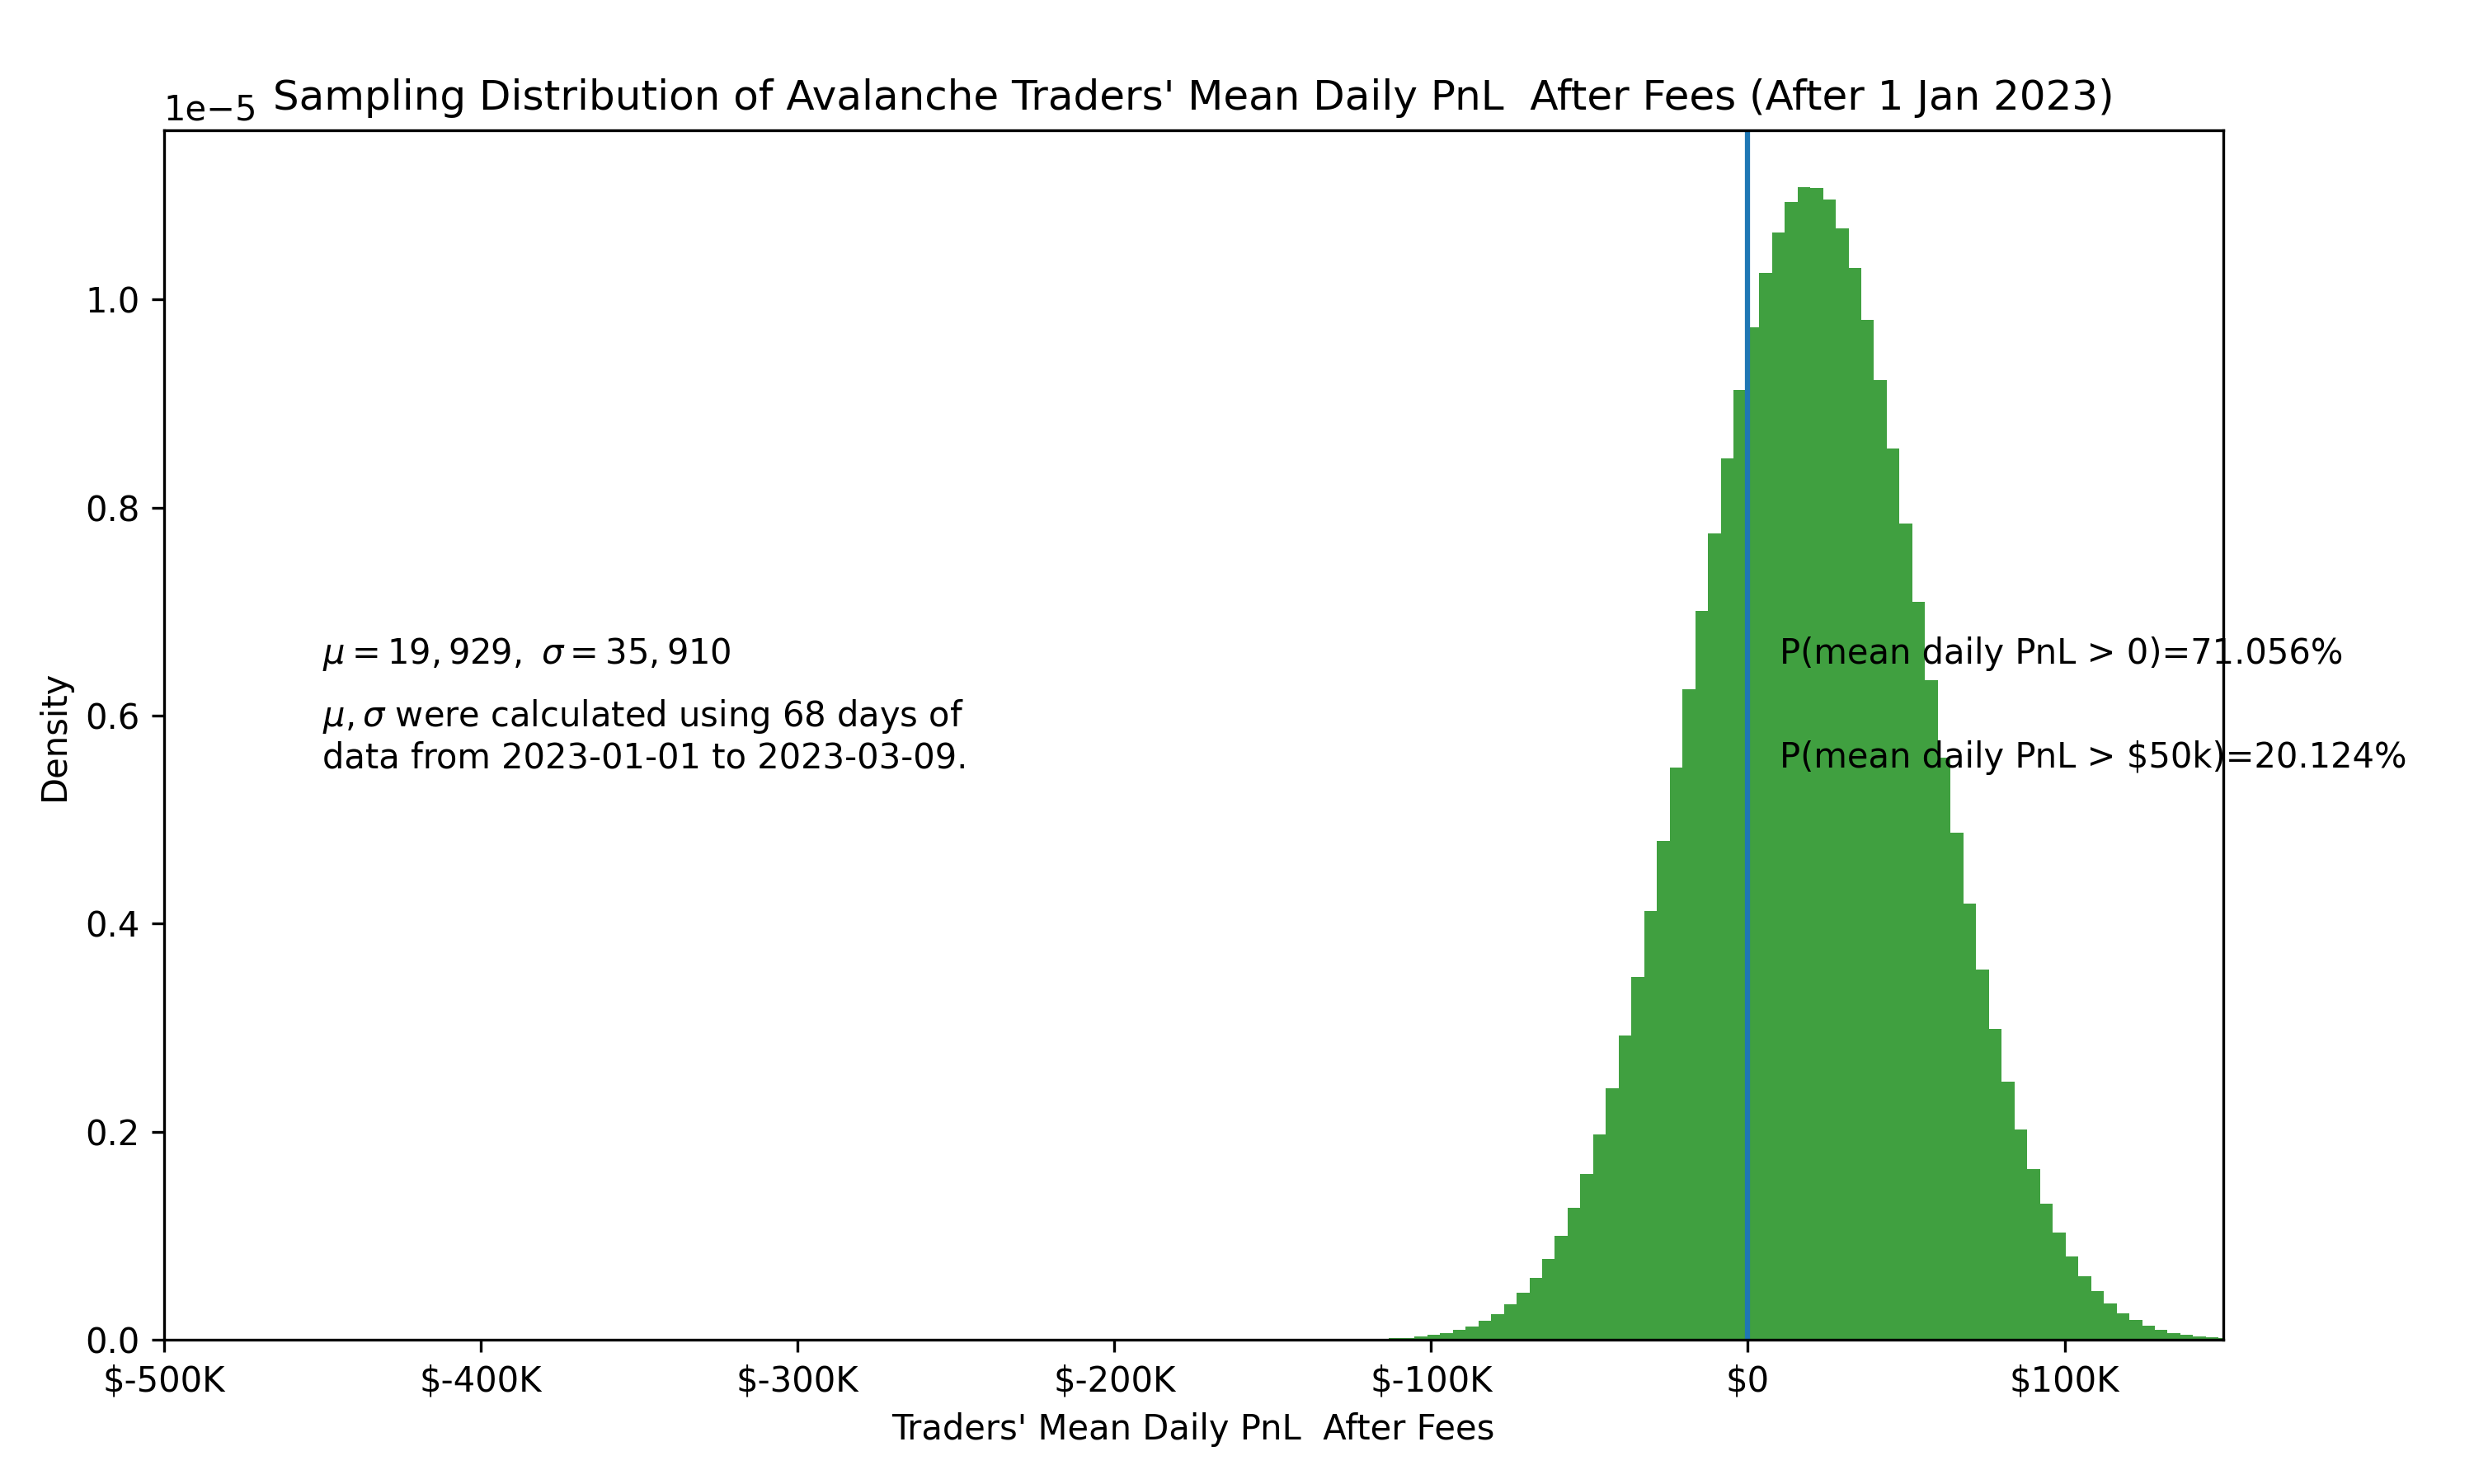 1e−5 Sampling Distribution of Avalanche Traders' Mean Daily PnL  After Fees (After 1 Jan 2023)
1.0
0.8
μ = 19, 929, σ = 35, 910
P(mean daily PnL > 0)=71.056%
μ, σ were calculated using 68 days of
data from 2023-01-01 to 2023-03-09.
P(mean daily PnL > $50k)=20.124%
Density
0.6
0.4
0.2
0.0
$-500K $-400K $-300K $-200K $-100K $0 $100K
Traders' Mean Daily PnL  After Fees